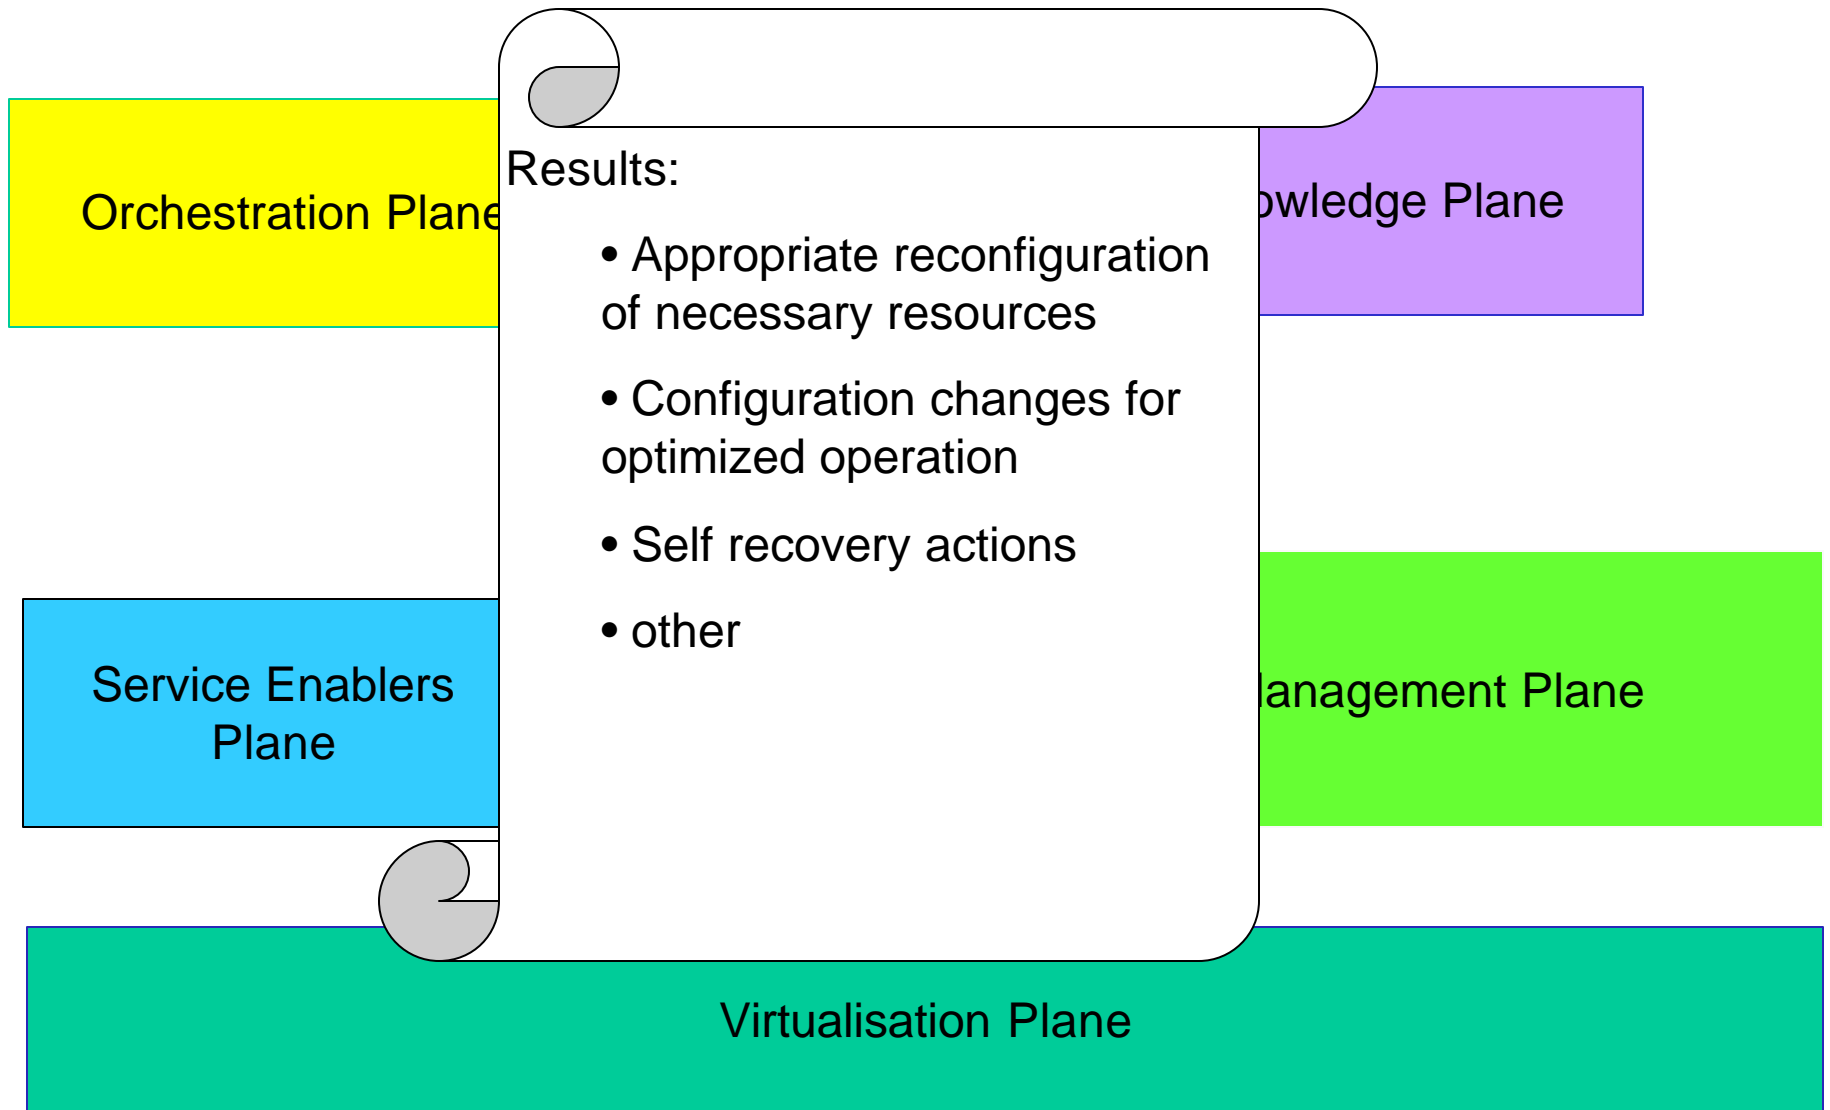 Orchestration Plane
owledge Plane
Results:
• Appropriate reconfiguration
of necessary resources
• Configuration changes for
optimized operation
• Self recovery actions
• other
Service Enablers
Plane
anagement Plane
Virtualisation Plane